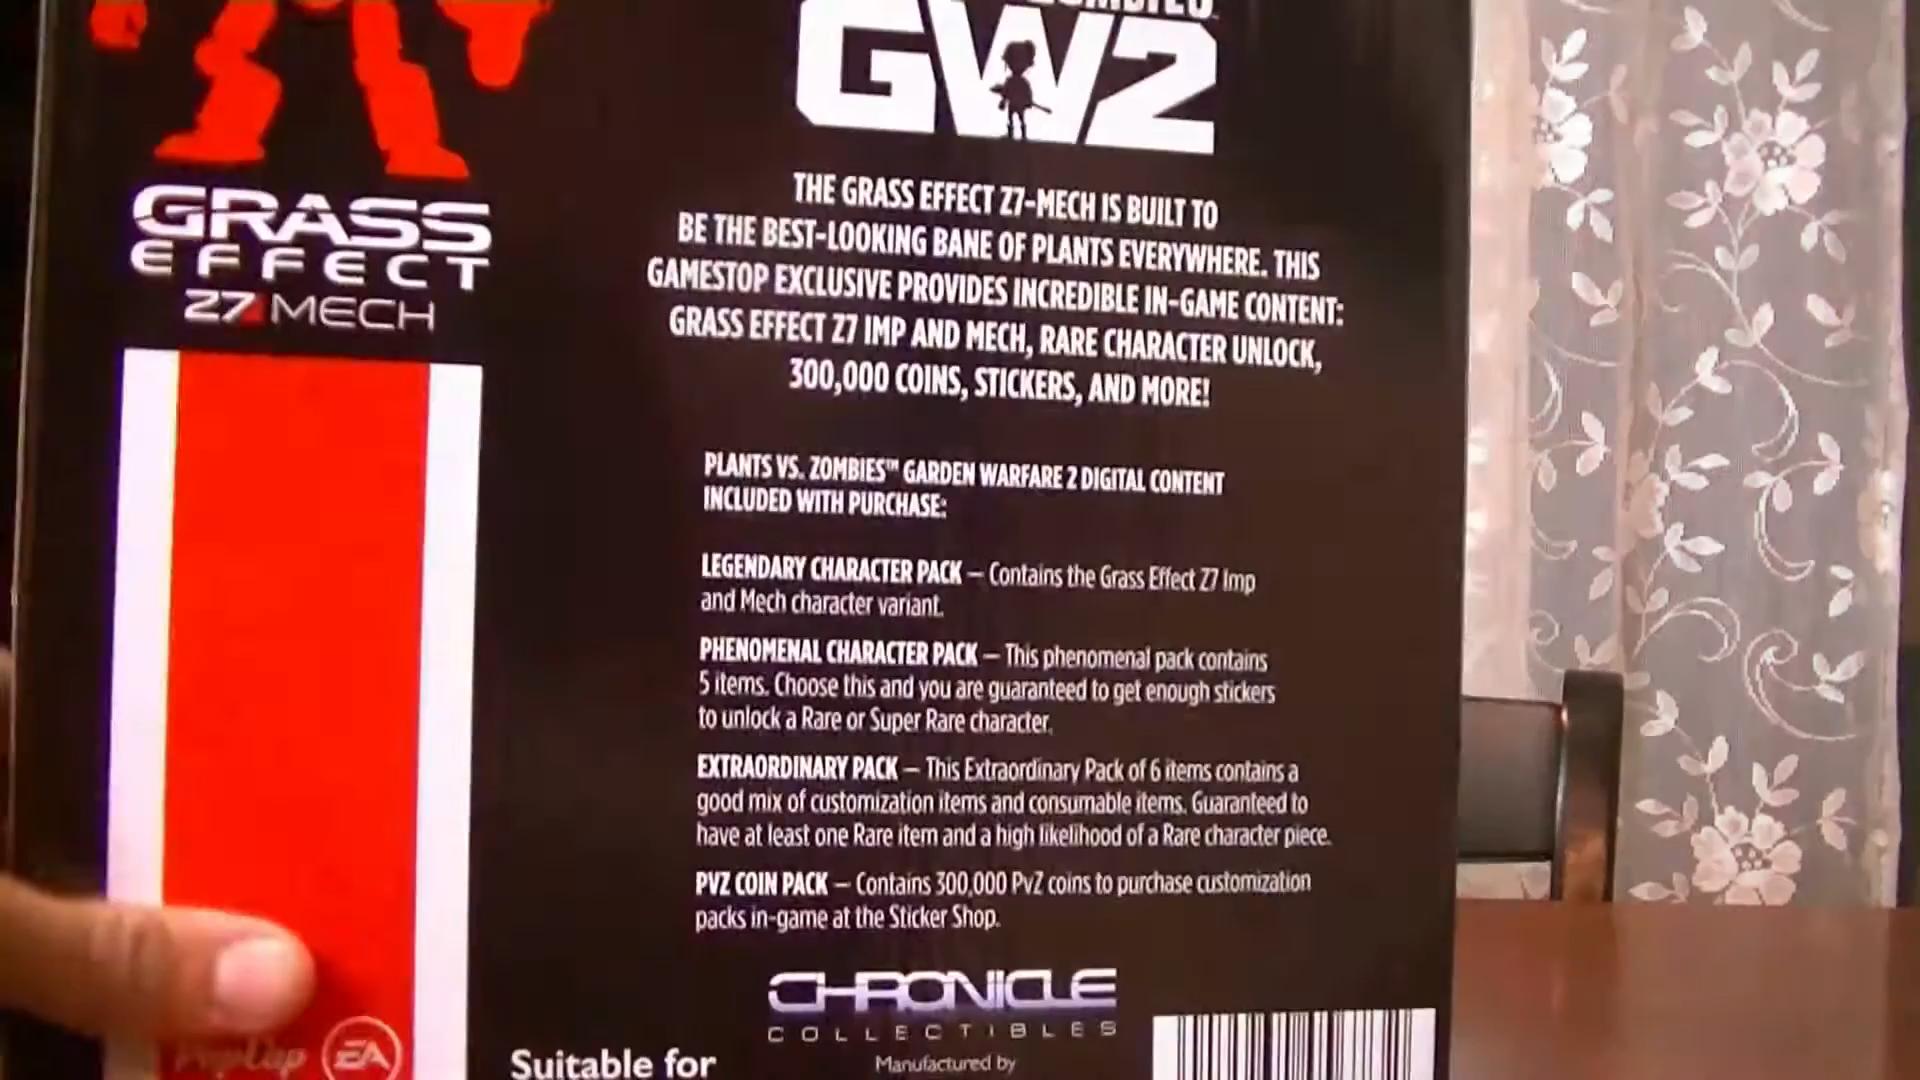 GW2
GRASS
EFFECT
Z7 MECH
THE GRASS EFFECT Z7-MECH IS BUILT TO
BE THE BEST-LOOKING BANE OF PLANTS EVERYWHERE. THIS
GAMESTOP EXCLUSIVE PROVIDES INCREDIBLE IN-GAME CONTENT:
GRASS EFFECT Z7 IMP AND MECH, RARE CHARACTER UNLOCK,
300,000 COINS, STICKERS, AND MORE!
PLANTS VS. ZOMBIES™ GARDEN WARFARE 2 DIGITAL CONTENT
INCLUDED WITH PURCHASE:
LEGENDARY CHARACTER PACK – Contains the Grass Effect Z7 Imp
and Mech character variant.
PHENOMENAL CHARACTER PACK – This phenomenal pack contains
5 items. Choose this and you are guaranteed to get enough stickers
to unlock a Rare or Super Rare character.
EXTRAORDINARY PACK – This Extraordinary Pack of 6 items contains a
good mix of customization items and consumable items. Guaranteed to
have at least one Rare item and a high likelihood of a Rare character piece.
PVZ COIN PACK – Contains 300,000 PvZ coins to purchase customization
packs in-game at the Sticker Shop.
CHRONICLE
COLLECTIBLES
Manufactured by
Suitable for
PopCap EA